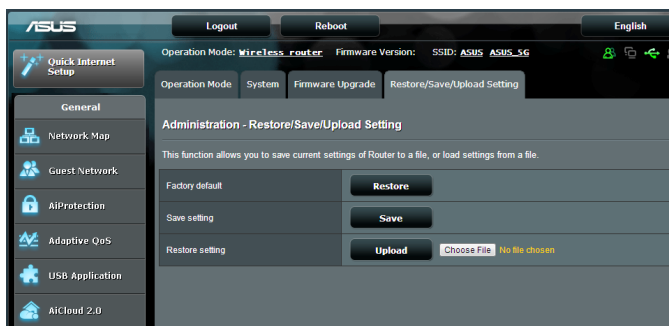 ASUS Logout Reboot English
Operation Mode: Wireless router Firmware Version: SSID: ASUS ASUS_5G
Quick Internet
Setup
Operation Mode System Firmware Upgrade Restore/Save/Upload Setting
General
Network Map
Guest Network
AiProtection
Adaptive QoS
USB Application
AiCloud 2.0
Administration - Restore/Save/Upload Setting
This function allows you to save current settings of Router to a file, or load settings from a file.
Factory default Restore
Save setting Save
Restore setting Upload Choose File No file chosen